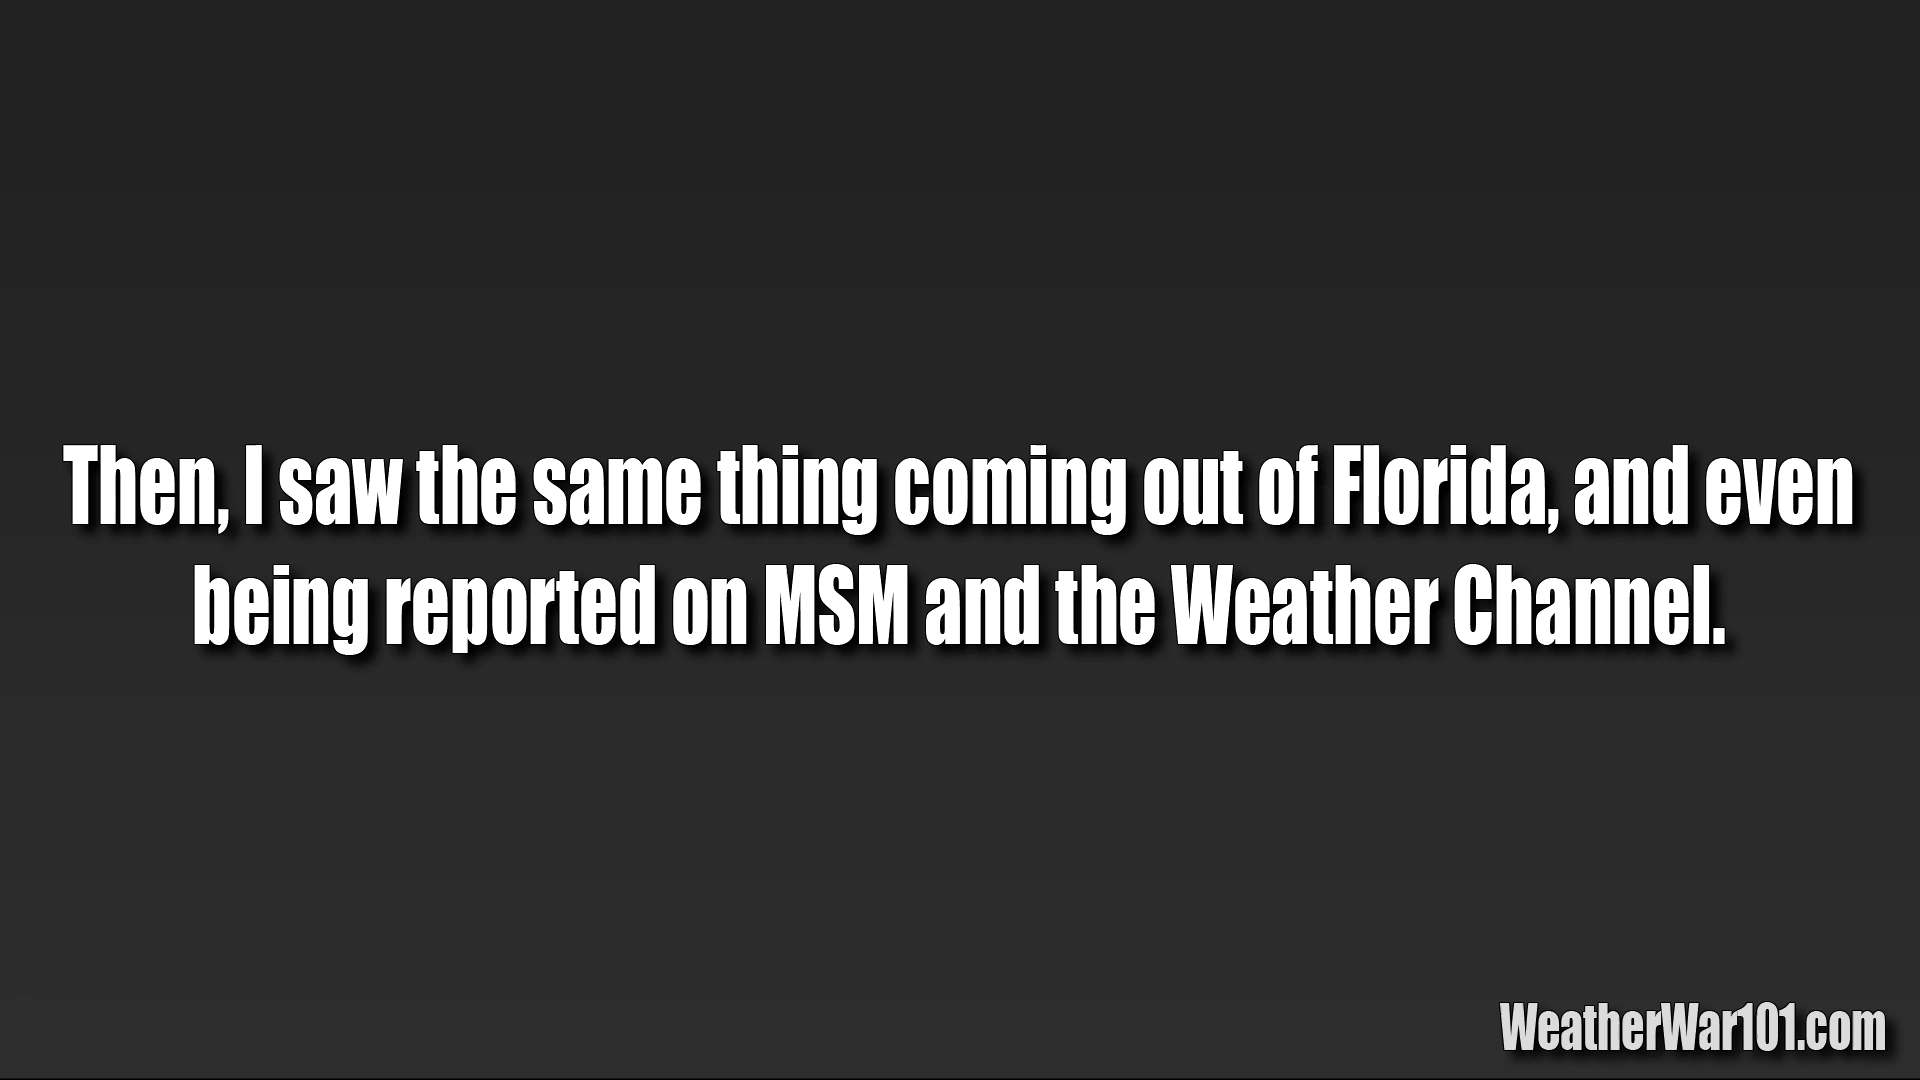 Then, I saw the same thing coming out of Florida, and even
being reported on MSM and the Weather Channel.
WeatherWar101.com